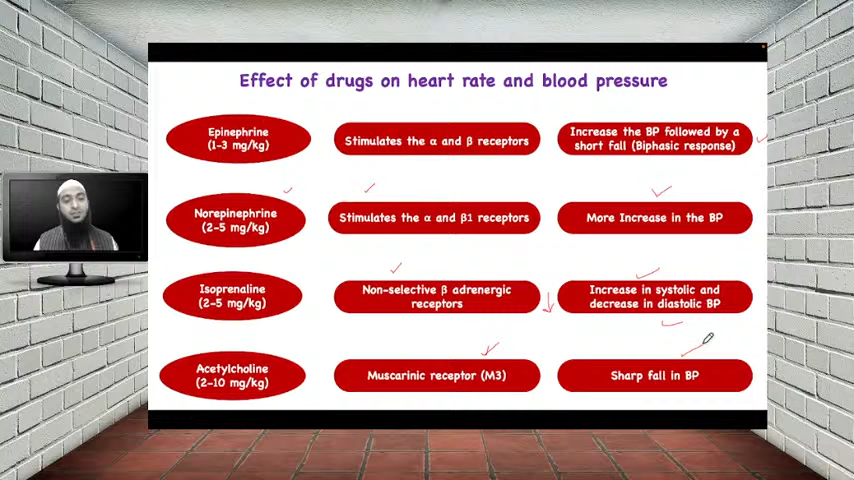 Effect of drugs on heart rate and blood pressure
Epinephrine
(1-3 mg/kg)
Stimulates the α and β receptors
Increase the BP followed by a
short fall (Biphasic response)
Norepinephrine
(2-5 mg/kg)
Stimulates the α and β1 receptors
More Increase in the BP
Isoprenaline
(2-5 mg/kg)
Non-selective β adrenergic
receptors
Increase in systolic and
decrease in diastolic BP
Acetylcholine
(2-10 mg/kg)
Muscarinic receptor (M3)
Sharp fall in BP